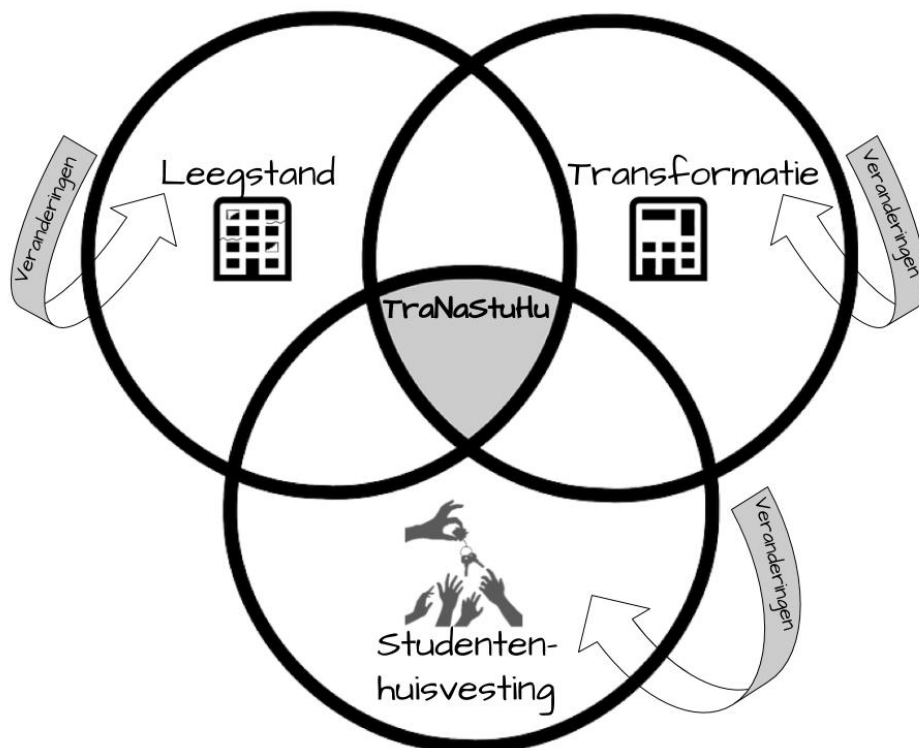 Leegstand
Transformatie
Veranderingen
Veranderingen
TraNaStuHu
Veranderingen
Studenten-
huisvesting